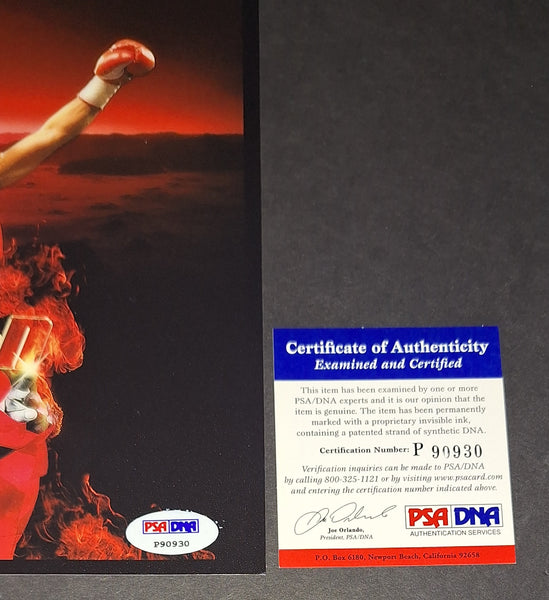 PSA DNA
P90930
Certificate of Authenticity
Examined and Certified
This item has been examined by one or more
PSA/DNA experts and it is our opinion that the
item is genuine. The item has been permanently
marked with a proprietary invisible ink,
containing a patented strand of synthetic DNA.
Certification Number: P 90930
Verification inquiries can be made to PSA/DNA
by calling 800-325-1121 or by visiting www.psacard.com
and entering the certification number indicated above.
Joe Orlando,
President, PSA/DNA
PSA DNA
AUTHENTICATION SERVICES
P.O. Box 6180, Newport Beach, California 92658